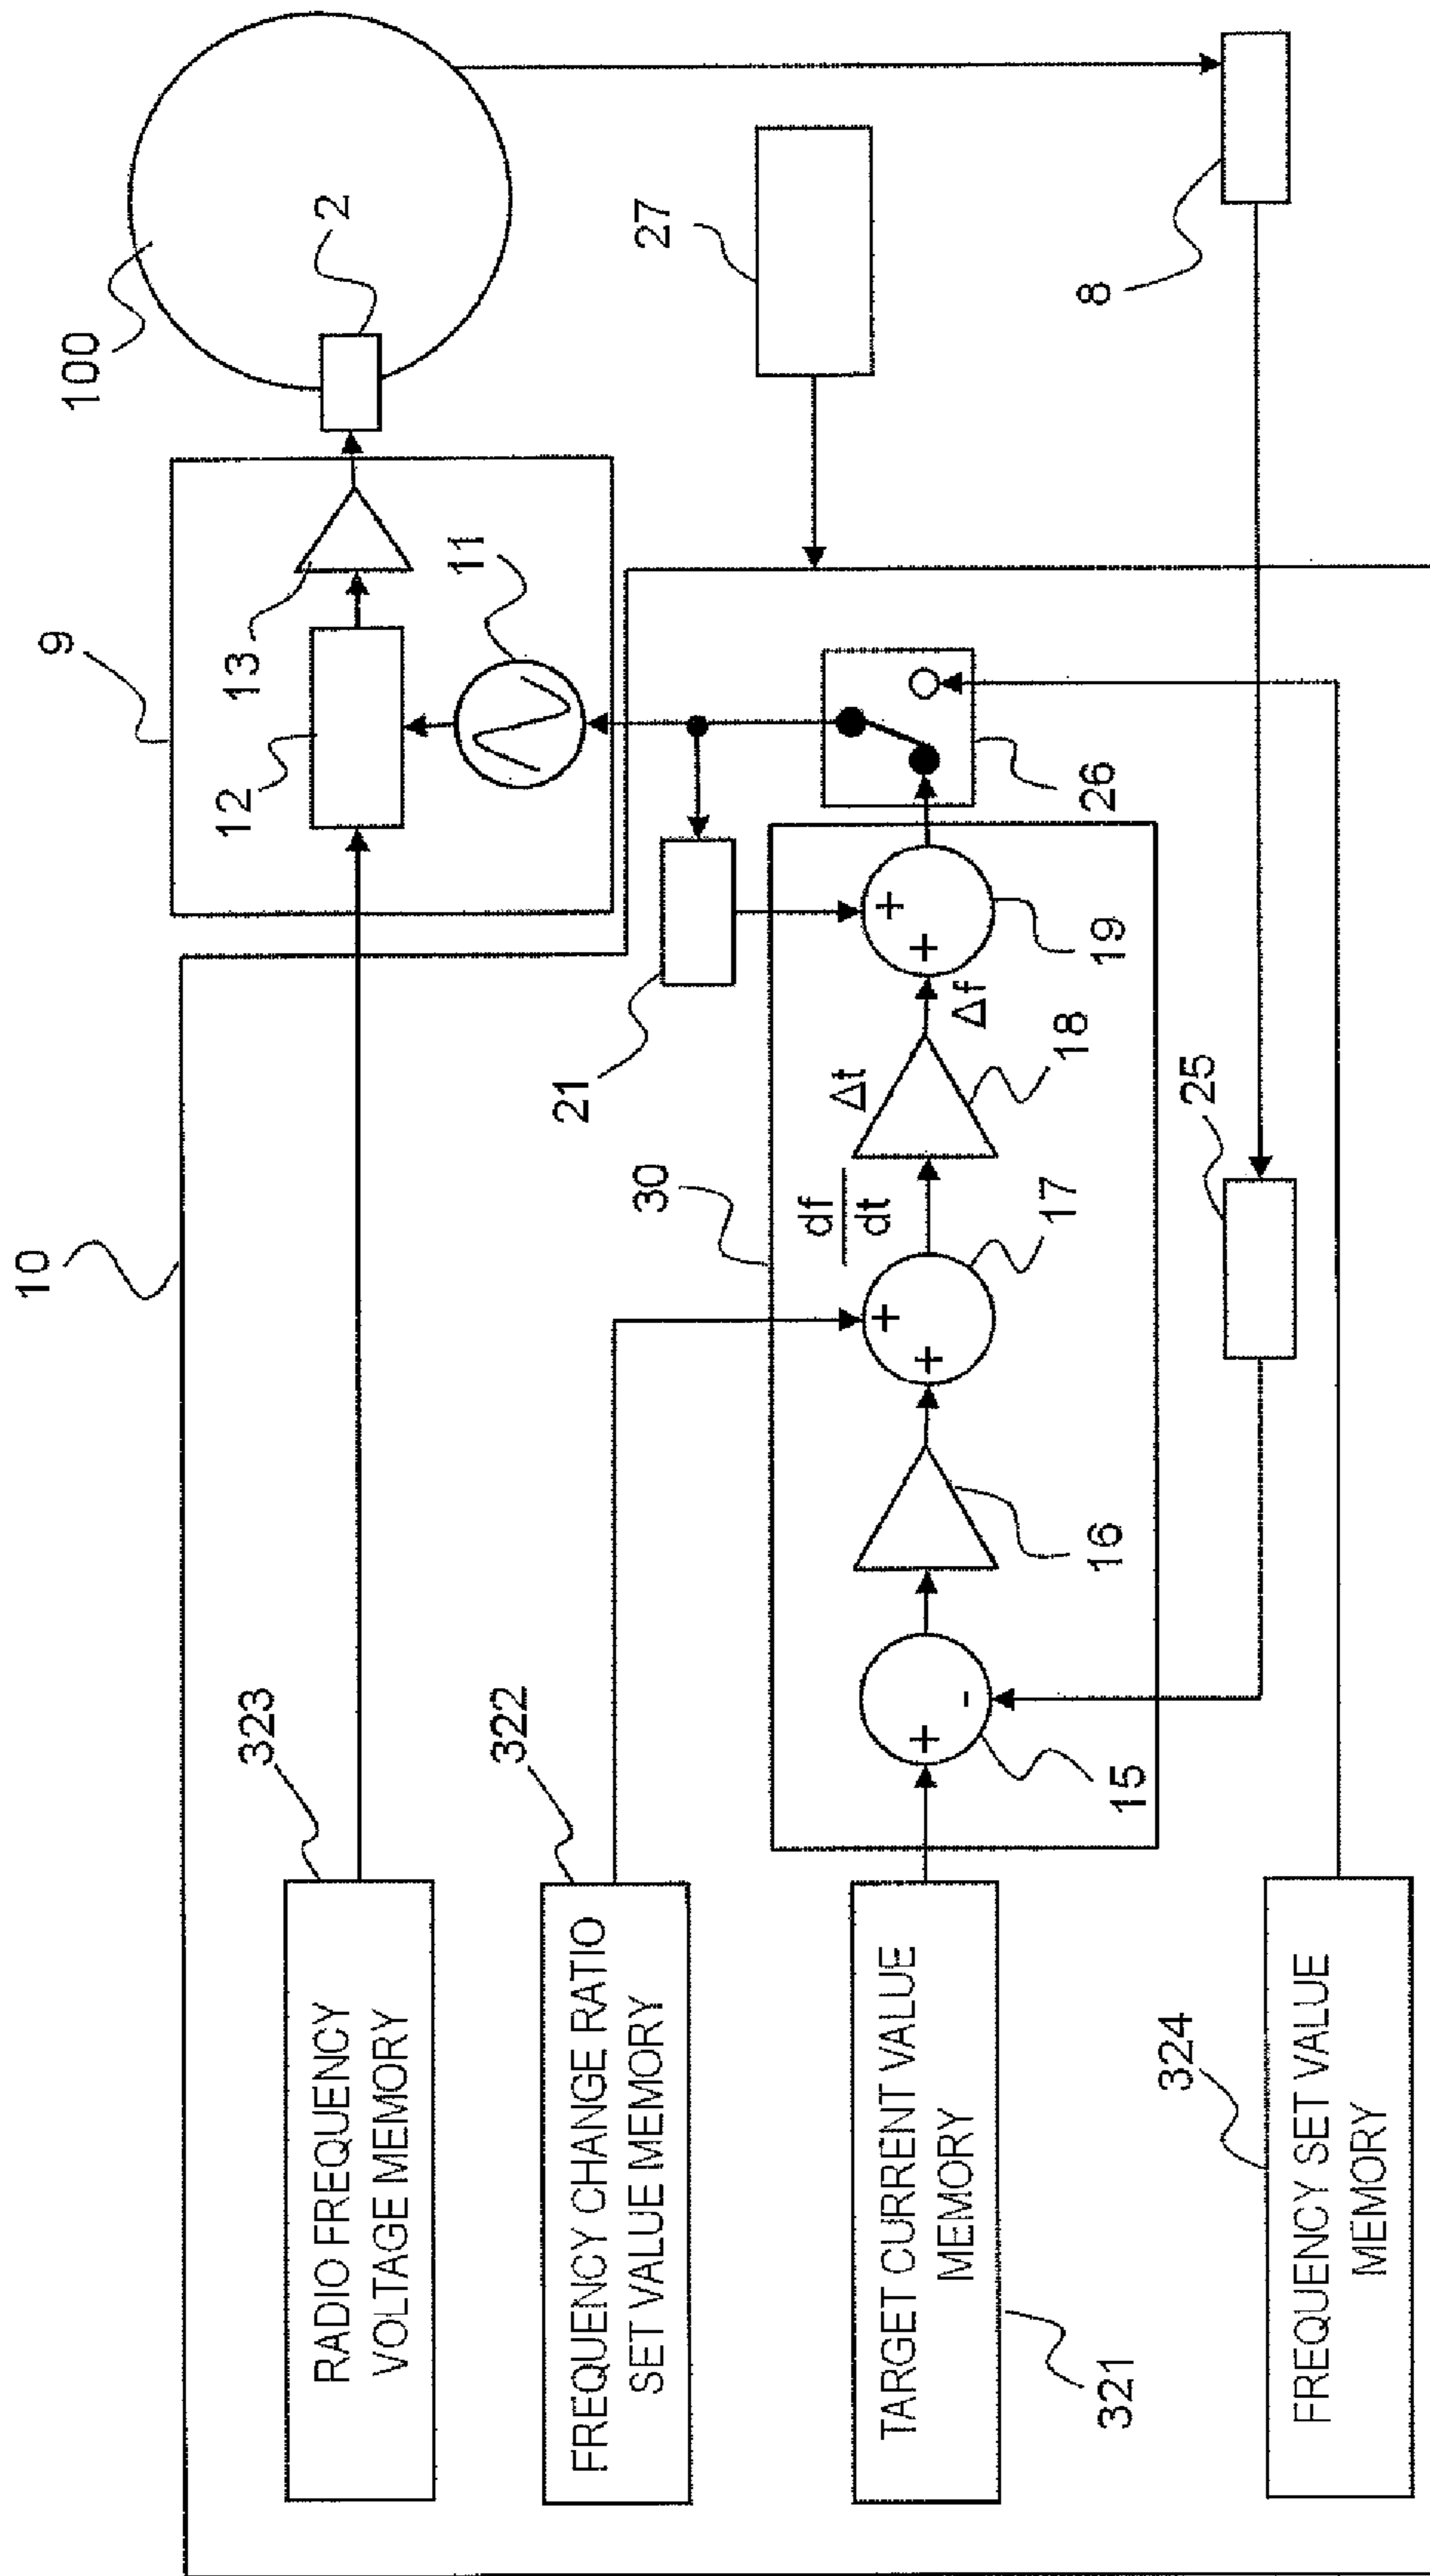 RADIO FREQUENCY
VOLTAGE MEMORY
323
FREQUENCY CHANGE RATIO
SET VALUE MEMORY
322
TARGET CURRENT VALUE
MEMORY
321
FREQUENCY SET VALUE
MEMORY
324
10
9
12
13
11
100
2
27
8
21
30
+
-
15
16
+
+
17
df
dt
Δt
18
Δf
+
+
19
26
25